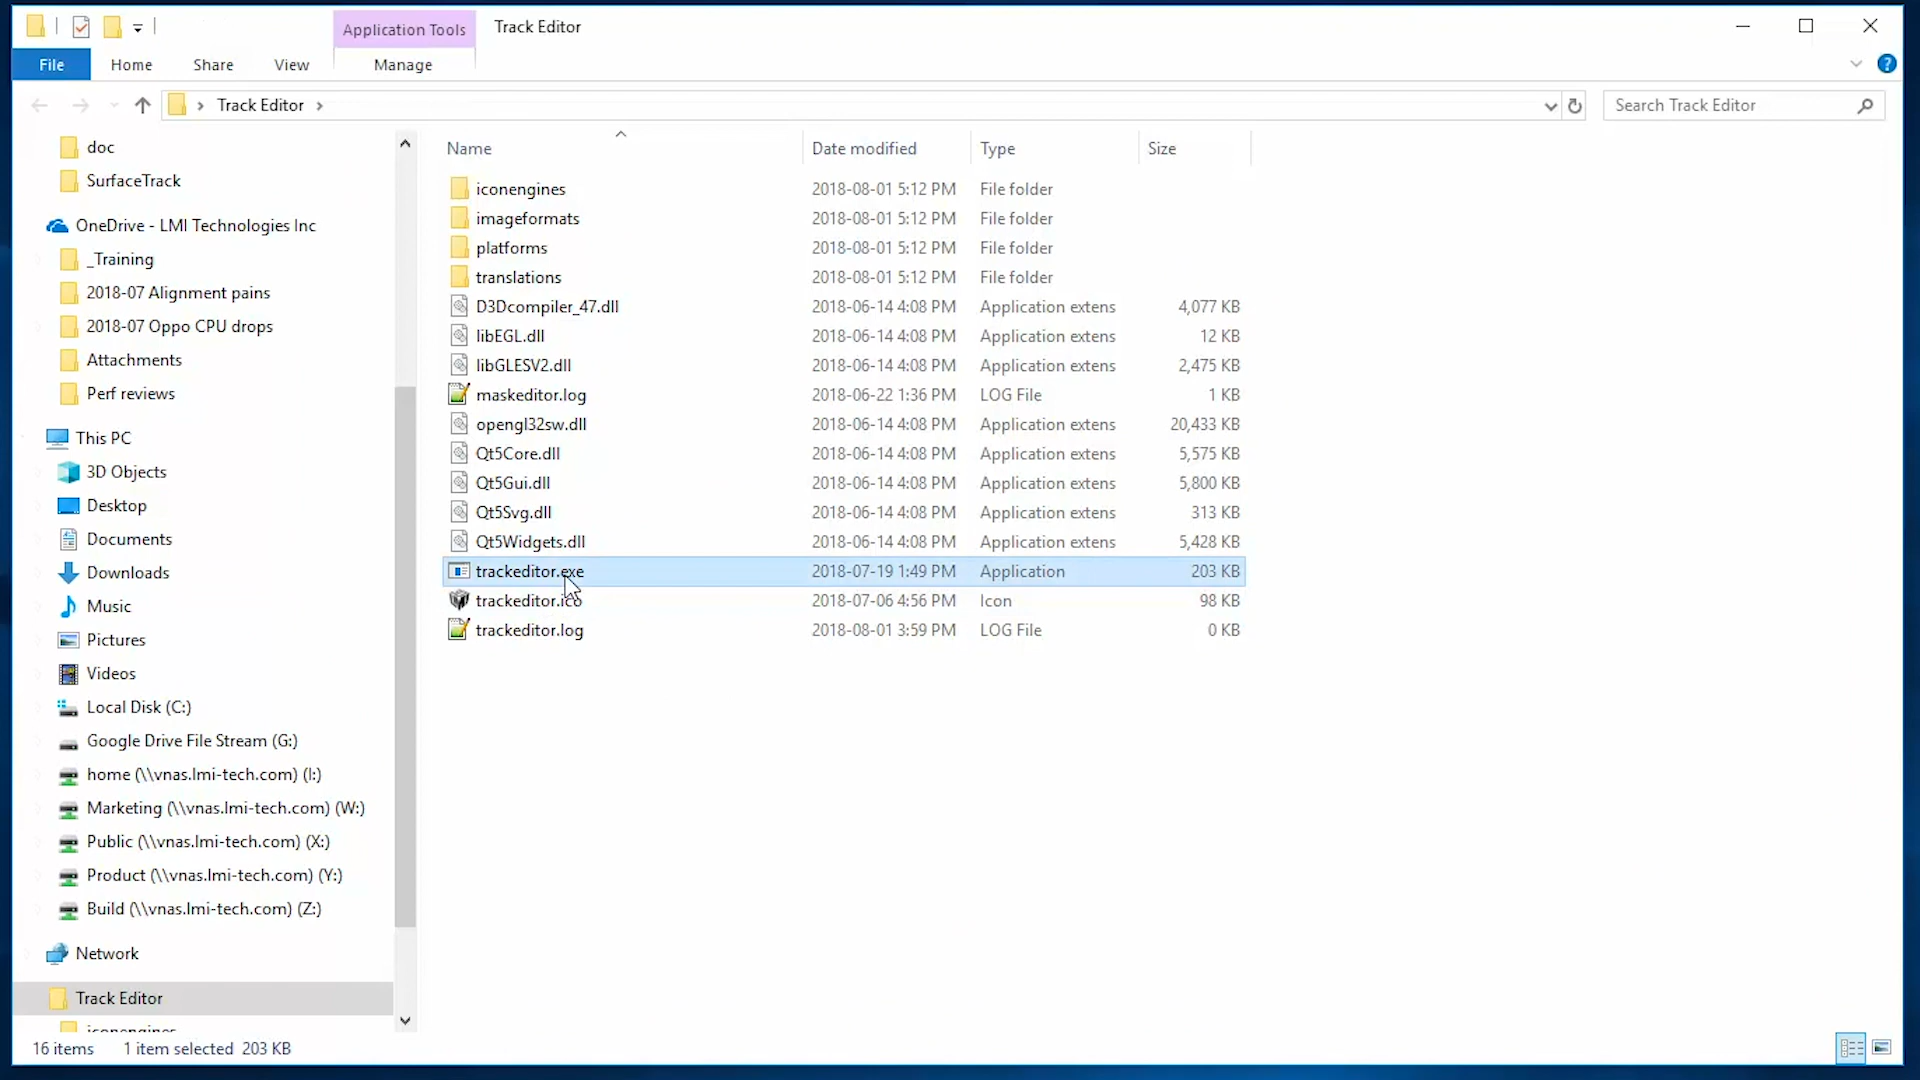 Application Tools
Track Editor
File
Home
Share
View
Manage
Track Editor
Search Track Editor
doc
SurfaceTrack
OneDrive - LMI Technologies Inc
_Training
2018-07 Alignment pains
2018-07 Oppo CPU drops
Attachments
Perf reviews
This PC
3D Objects
Desktop
Documents
Downloads
Music
Pictures
Videos
Local Disk (C:)
Google Drive File Stream (G:)
home (\\vnas.lmi-tech.com) (I:)
Marketing (\\vnas.lmi-tech.com) (W:)
Public (\\vnas.lmi-tech.com) (X:)
Product (\\vnas.lmi-tech.com) (Y:)
Build (\\vnas.lmi-tech.com) (Z:)
Network
Track Editor
iconengines
Name Date modified Type Size
iconengines 2018-08-01 5:12 PM File folder
imageformats 2018-08-01 5:12 PM File folder
platforms 2018-08-01 5:12 PM File folder
translations 2018-08-01 5:12 PM File folder
D3Dcompiler_47.dll 2018-06-14 4:08 PM Application extens 4,077 KB
libEGL.dll 2018-06-14 4:08 PM Application extens 12 KB
libGLESV2.dll 2018-06-14 4:08 PM Application extens 2,475 KB
maskeditor.log 2018-06-22 1:36 PM LOG File 1 KB
opengl32sw.dll 2018-06-14 4:08 PM Application extens 20,433 KB
Qt5Core.dll 2018-06-14 4:08 PM Application extens 5,575 KB
Qt5Gui.dll 2018-06-14 4:08 PM Application extens 5,800 KB
Qt5Svg.dll 2018-06-14 4:08 PM Application extens 313 KB
Qt5Widgets.dll 2018-06-14 4:08 PM Application extens 5,428 KB
trackeditor.exe 2018-07-19 1:49 PM Application 203 KB
trackeditor.ico 2018-07-06 4:56 PM Icon 98 KB
trackeditor.log 2018-08-01 3:59 PM LOG File 0 KB
16 items 1 item selected 203 KB